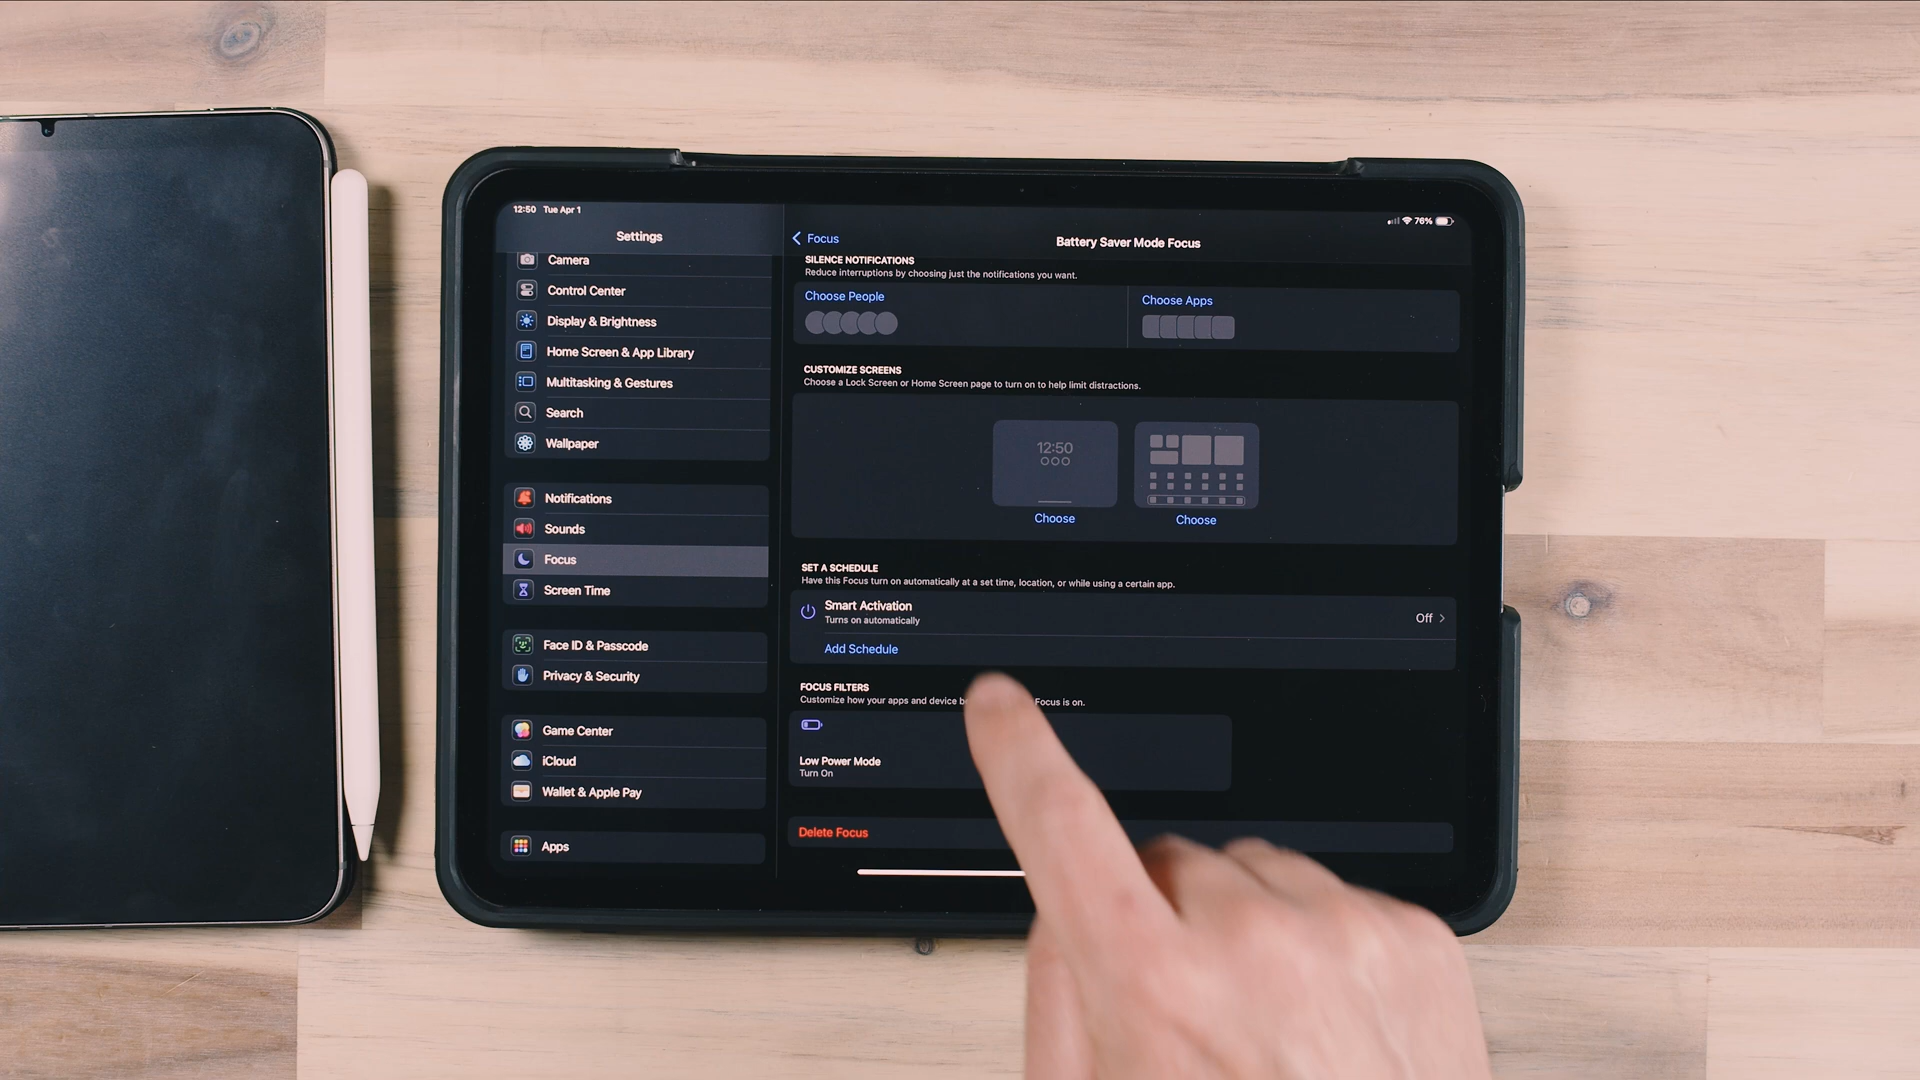 12:50 Tue Apr 1
76%
Settings
Camera
Control Center
Display & Brightness
Home Screen & App Library
Multitasking & Gestures
Search
Wallpaper
Notifications
Sounds
Focus
Screen Time
Face ID & Passcode
Privacy & Security
Game Center
iCloud
Wallet & Apple Pay
Apps
Focus
Battery Saver Mode Focus
SILENCE NOTIFICATIONS
Reduce interruptions by choosing just the notifications you want.
Choose People
Choose Apps
CUSTOMIZE SCREENS
Choose a Lock Screen or Home Screen page to turn on to help limit distractions.
12:50
Choose
Choose
SET A SCHEDULE
Have this Focus turn on automatically at a set time, location, or while using a certain app.
Smart Activation
Turns on automatically
Off
Add Schedule
FOCUS FILTERS
Customize how your apps and device Focus is on.
Low Power Mode
Turn On
Delete Focus